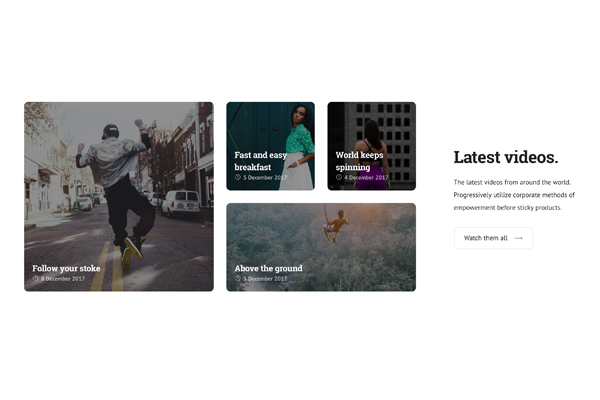 Fast and easy
breakfast
5 December 2017
World keeps
spinning
4 December 2017
Follow your stoke
8 December 2017
Above the ground
5 December 2017
Latest videos.
The latest videos from around the world.
Progressively utilize corporate methods of
empowerment before sticky products.
Watch them all